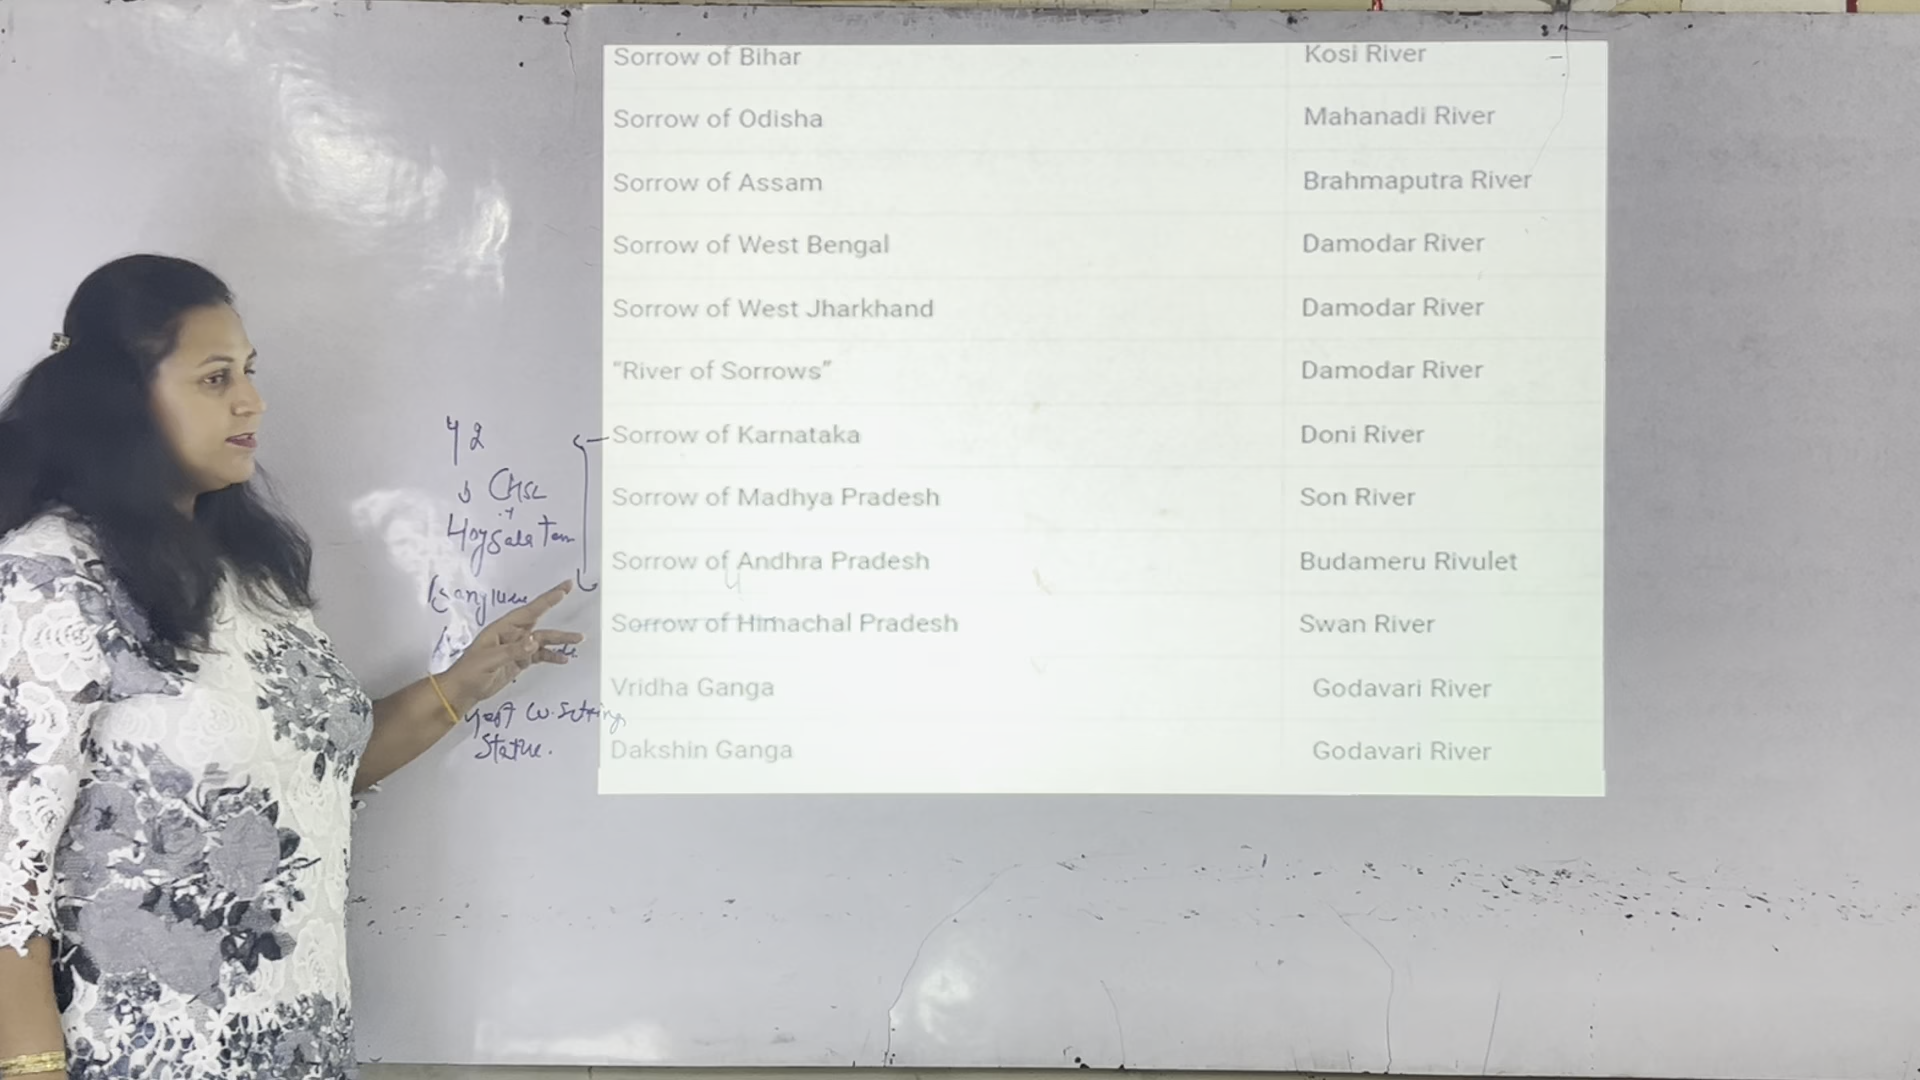 Sorrow of Bihar Kosi River
Sorrow of Odisha Mahanadi River
Sorrow of Assam Brahmaputra River
Sorrow of West Bengal Damodar River
Sorrow of West Jharkhand Damodar River
“River of Sorrows” Damodar River
Sorrow of Karnataka Doni River
Sorrow of Madhya Pradesh Son River
Sorrow of Andhra Pradesh Budameru Rivulet
Sorrow of Himachal Pradesh Swan River
Vridha Ganga Godavari River
Dakshin Ganga Godavari River
42
Hoysala Tem
Statue.